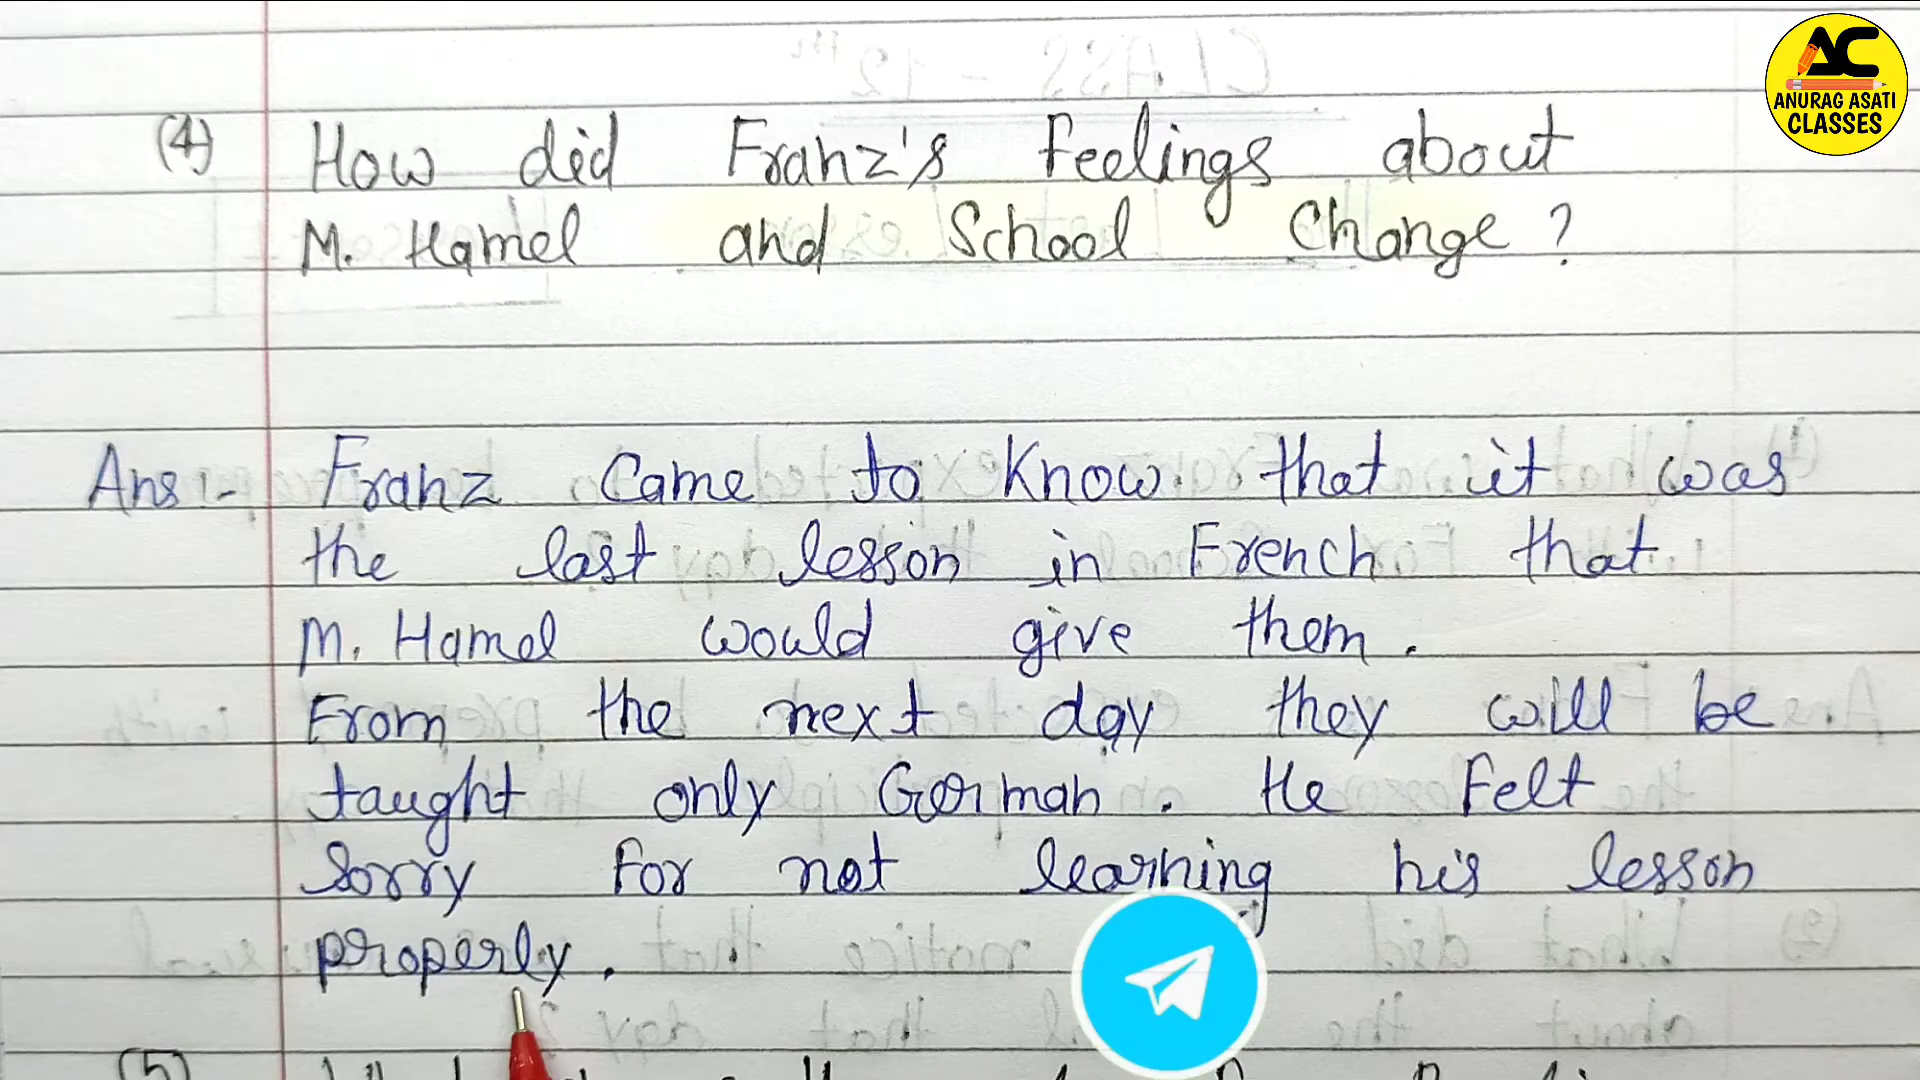 ANURAG ASATI
CLASSES
(4) How did Franz's Feelings about
M. Hamel and School Change?
Ans:- Franz Came to Know that it was
the last lesson in French that
M. Hamel would give them.
From the next day they will be
taught only German. He Felt
Sorry For not learning his lesson
properly.
(5)